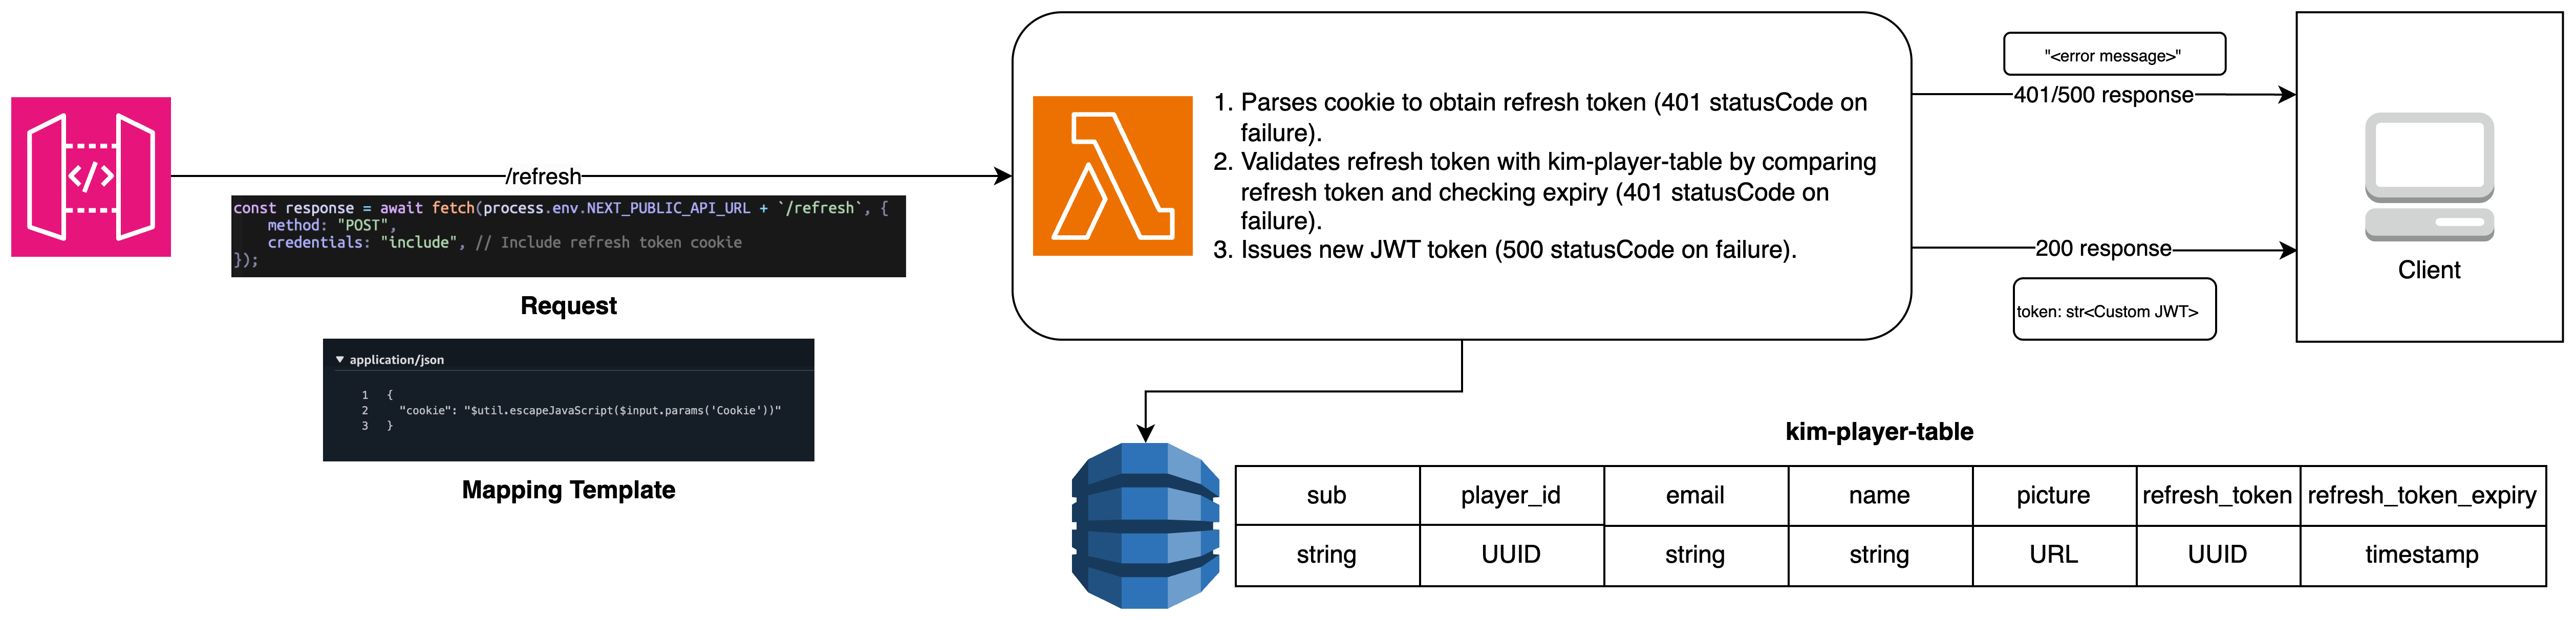 /refresh
const response = await fetch(process.env.NEXT_PUBLIC_API_URL + `/refresh`, {
method: "POST",
credentials: "include", // Include refresh token cookie
});
Request
▼ application/json
1 {
2 "cookie": "$util.escapeJavaScript($input.params('Cookie'))"
3 }
Mapping Template
</>
1. Parses cookie to obtain refresh token (401 statusCode on
failure).
2. Validates refresh token with kim-player-table by comparing
refresh token and checking expiry (401 statusCode on
failure).
3. Issues new JWT token (500 statusCode on failure).
"<error message>"
401/500 response
200 response
token: str<Custom JWT>
Client
kim-player-table
sub player_id email name picture refresh_token refresh_token_expiry
string UUID string string URL UUID timestamp